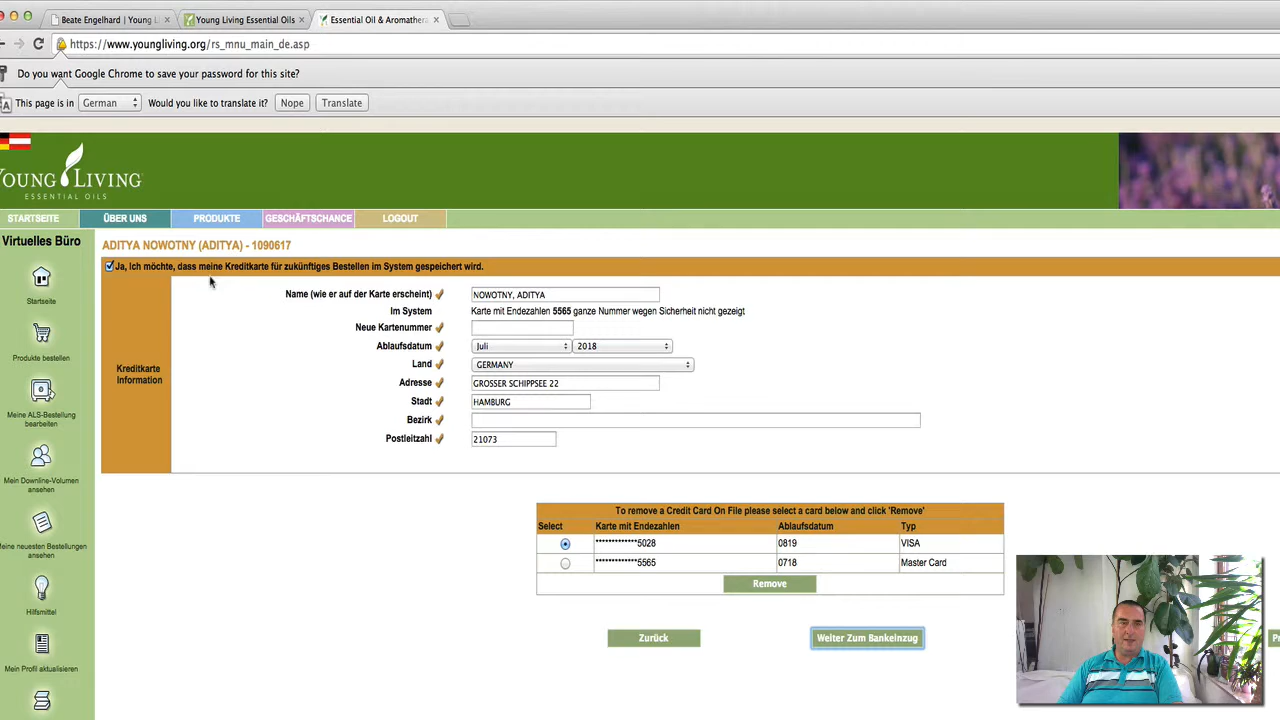 Beate Engelhard | Young Li
Young Living Essential Oils
Essential Oil & Aromathera
https://www.youngliving.org/rs_mnu_main_de.asp
Do you want Google Chrome to save your password for this site?
This page is in German Would you like to translate it? Nope Translate
YOUNG LIVING
ESSENTIAL OILS
STARTSEITE ÜBER UNS PRODUKTE GESCHÄFTSCHANCE LOGOUT
Virtuelles Büro
Startseite
Produkte bestellen
Meine ALS-Bestellung
bearbeiten
Mein Downline-Volumen
ansehen
Meine neuesten Bestellungen
ansehen
Hilfsmittel
Mein Profil aktualisieren
ADITYA NOWOTNY (ADITYA) - 1090617
Ja, Ich möchte, dass meine Kreditkarte für zukünftiges Bestellen im System gespeichert wird.
Kreditkarte
Information
Name (wie er auf der Karte erscheint) NOWOTNY, ADITYA
Im System Karte mit Endezahlen 5565 ganze Nummer wegen Sicherheit nicht gezeigt
Neue Kartenummer
Ablaufsdatum Juli 2018
Land GERMANY
Adresse GROSSER SCHIPPSEE 22
Stadt HAMBURG
Bezirk
Postleitzahl 21073
To remove a Credit Card On File please select a card below and click 'Remove'
Select Karte mit Endezahlen Ablaufsdatum Typ
************5028 0819 VISA
************5565 0718 Master Card
Remove
Zurück Weiter Zum Bankeinzug